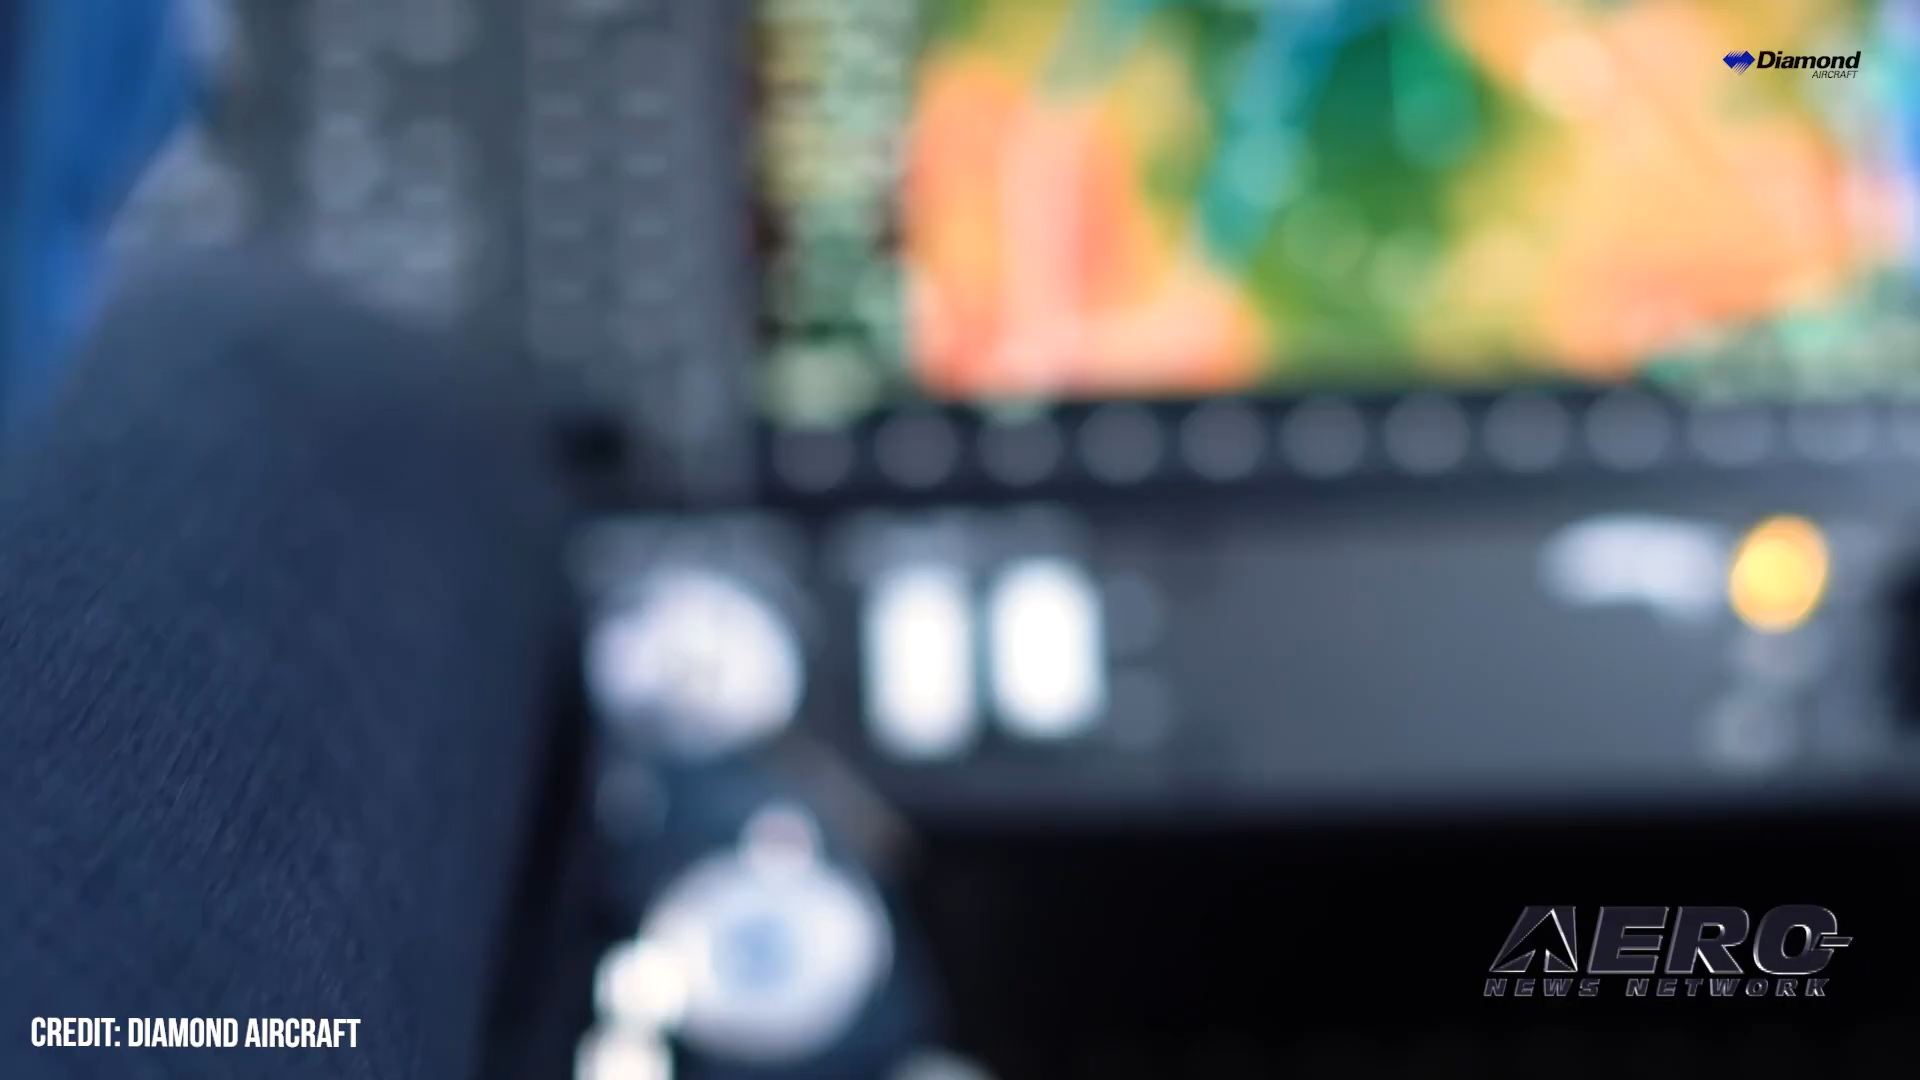 Diamond
AIRCRAFT
AERO
NEWS NETWORK
CREDIT: DIAMOND AIRCRAFT